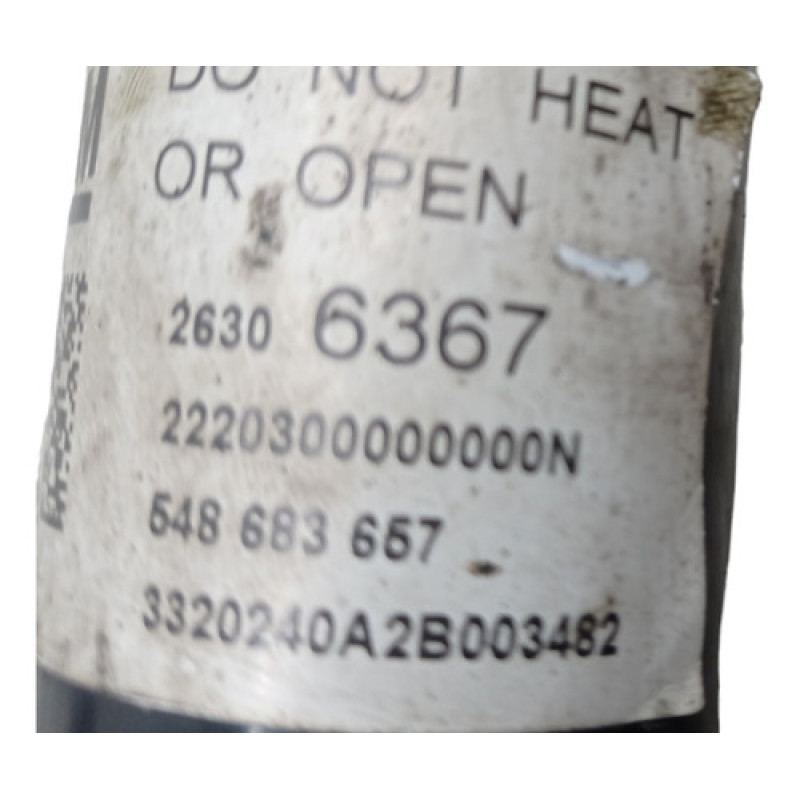 DO NOT HEAT
OR OPEN
2630 6367
22203000000000N
548 683 657
3320240A2B003482